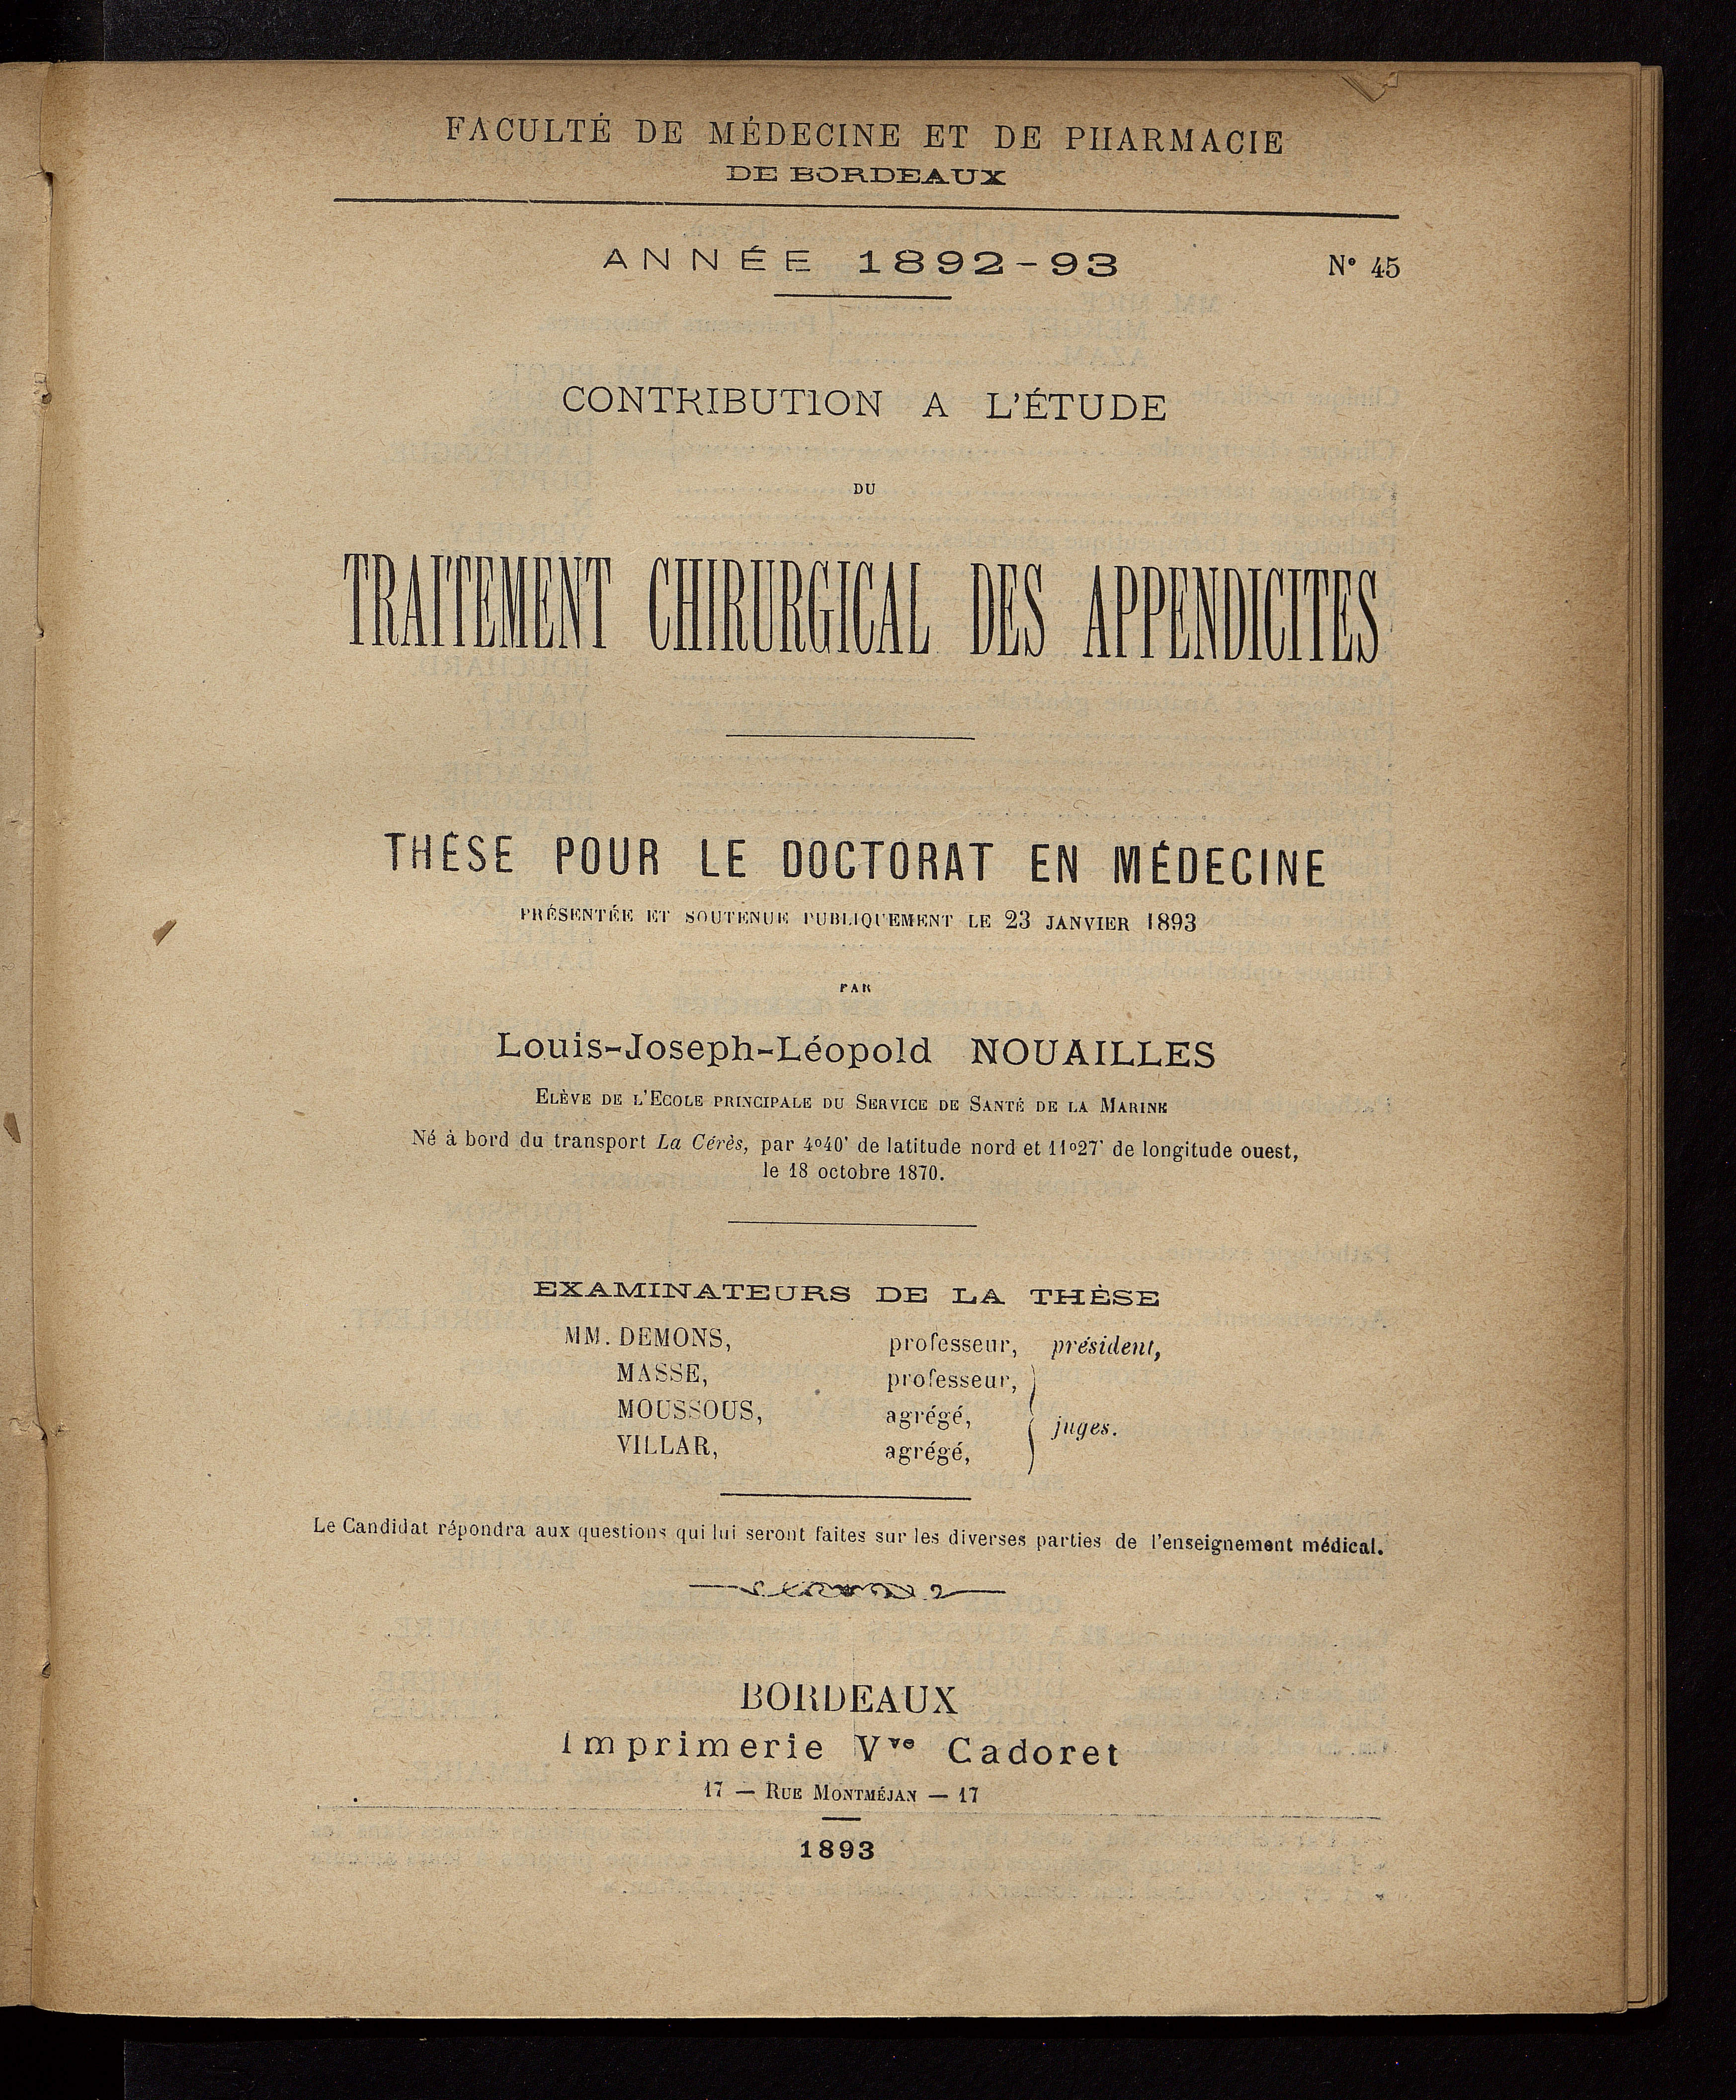 FACULTÉ DE MÉDECINE ET DE PHARMACIE
DE BORDEAUX
ANNÉE 1892-93 N° 45
CONTRIBUTION A L'ÉTUDE
DU
TRAITEMENT CHIRURGICAL DES APPENDICITES
THÈSE POUR LE DOCTORAT EN MÉDECINE
PRÉSENTÉE ET SOUTENUE PUBLIQUEMENT LE 23 JANVIER 1893
PAR
Louis-Joseph-Léopold NOUAILLES
ELÈVE DE L'ECOLE PRINCIPALE DU SERVICE DE SANTÉ DE LA MARINE
Né à bord du transport La Cérès, par 4°40' de latitude nord et 11°27' de longitude ouest,
le 18 octobre 1870.
EXAMINATEURS DE LA THÈSE
MM. DEMONS, professeur, président,
MASSE, professeur,
MOUSSOUS, agrégé, juges.
VILLAR, agrégé,
Le Candidat répondra aux questions qui lui seront faites sur les diverses parties de l'enseignement médical.
BORDEAUX
Imprimerie Vve Cadoret
17 — RUE MONTMÉJAN — 17
1893